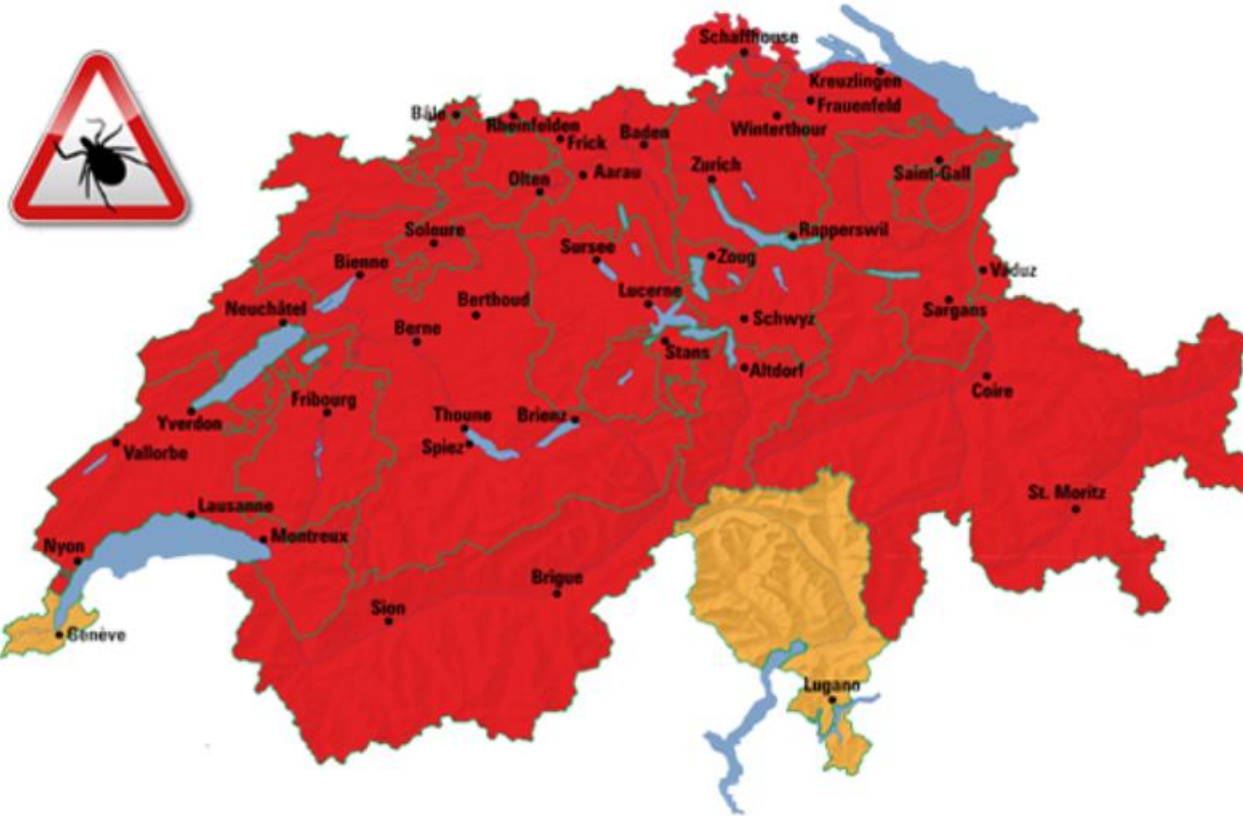 Schaffhouse
Kreuzlingen
Frauenfeld
Bâle
Rheinfelden
Frick
Baden
Winterthour
Aarau
Zurich
Saint-Gall
Olten
Soleure
Sursee
Rapperswil
Bienne
Zoug
Vaduz
Neuchâtel
Berthoud
Lucerne
Schwyz
Sargans
Berne
Stans
Altdorf
Coire
Fribourg
Yverdon
Thoune
Brienz
Vallorbe
Spiez
St. Moritz
Lausanne
Montreux
Nyon
Brigue
Sion
Genève
Lugano